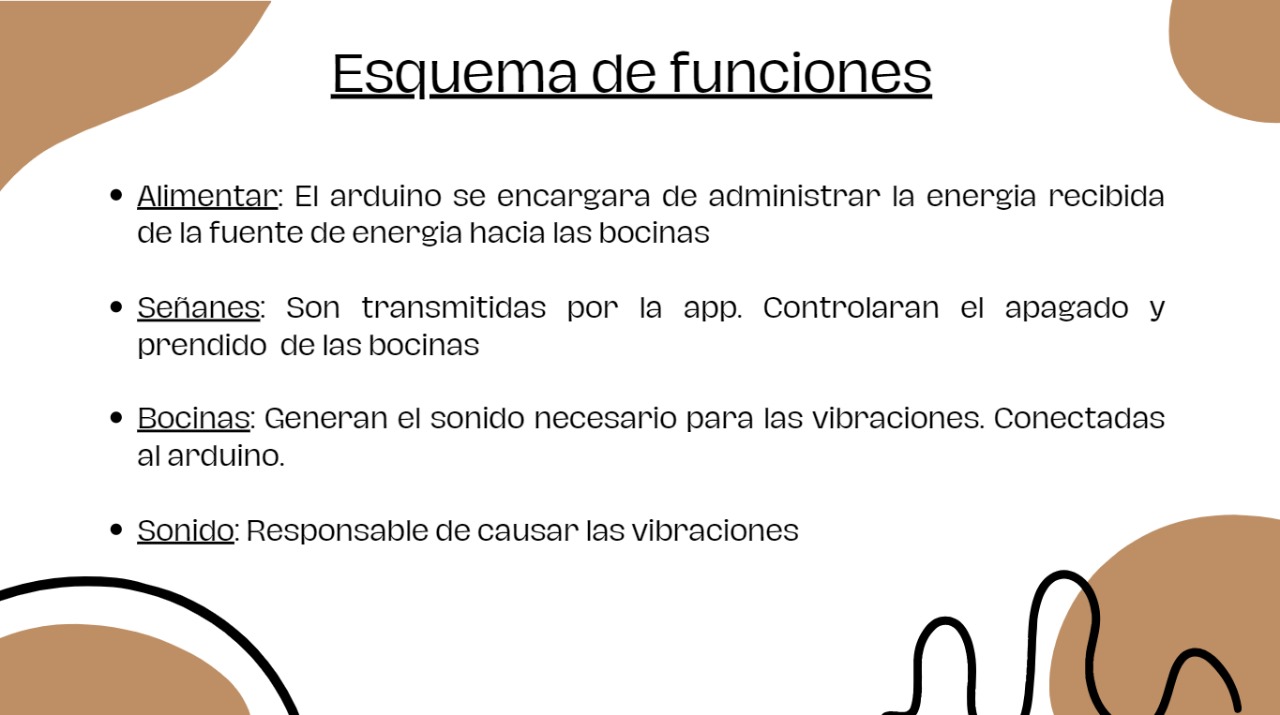 Esquema de funciones
• Alimentar: El arduino se encargara de administrar la energia recibida
de la fuente de energia hacia las bocinas
• Señanes: Son transmitidas por la app. Controlaran el apagado y
prendido de las bocinas
• Bocinas: Generan el sonido necesario para las vibraciones. Conectadas
al arduino.
• Sonido: Responsable de causar las vibraciones